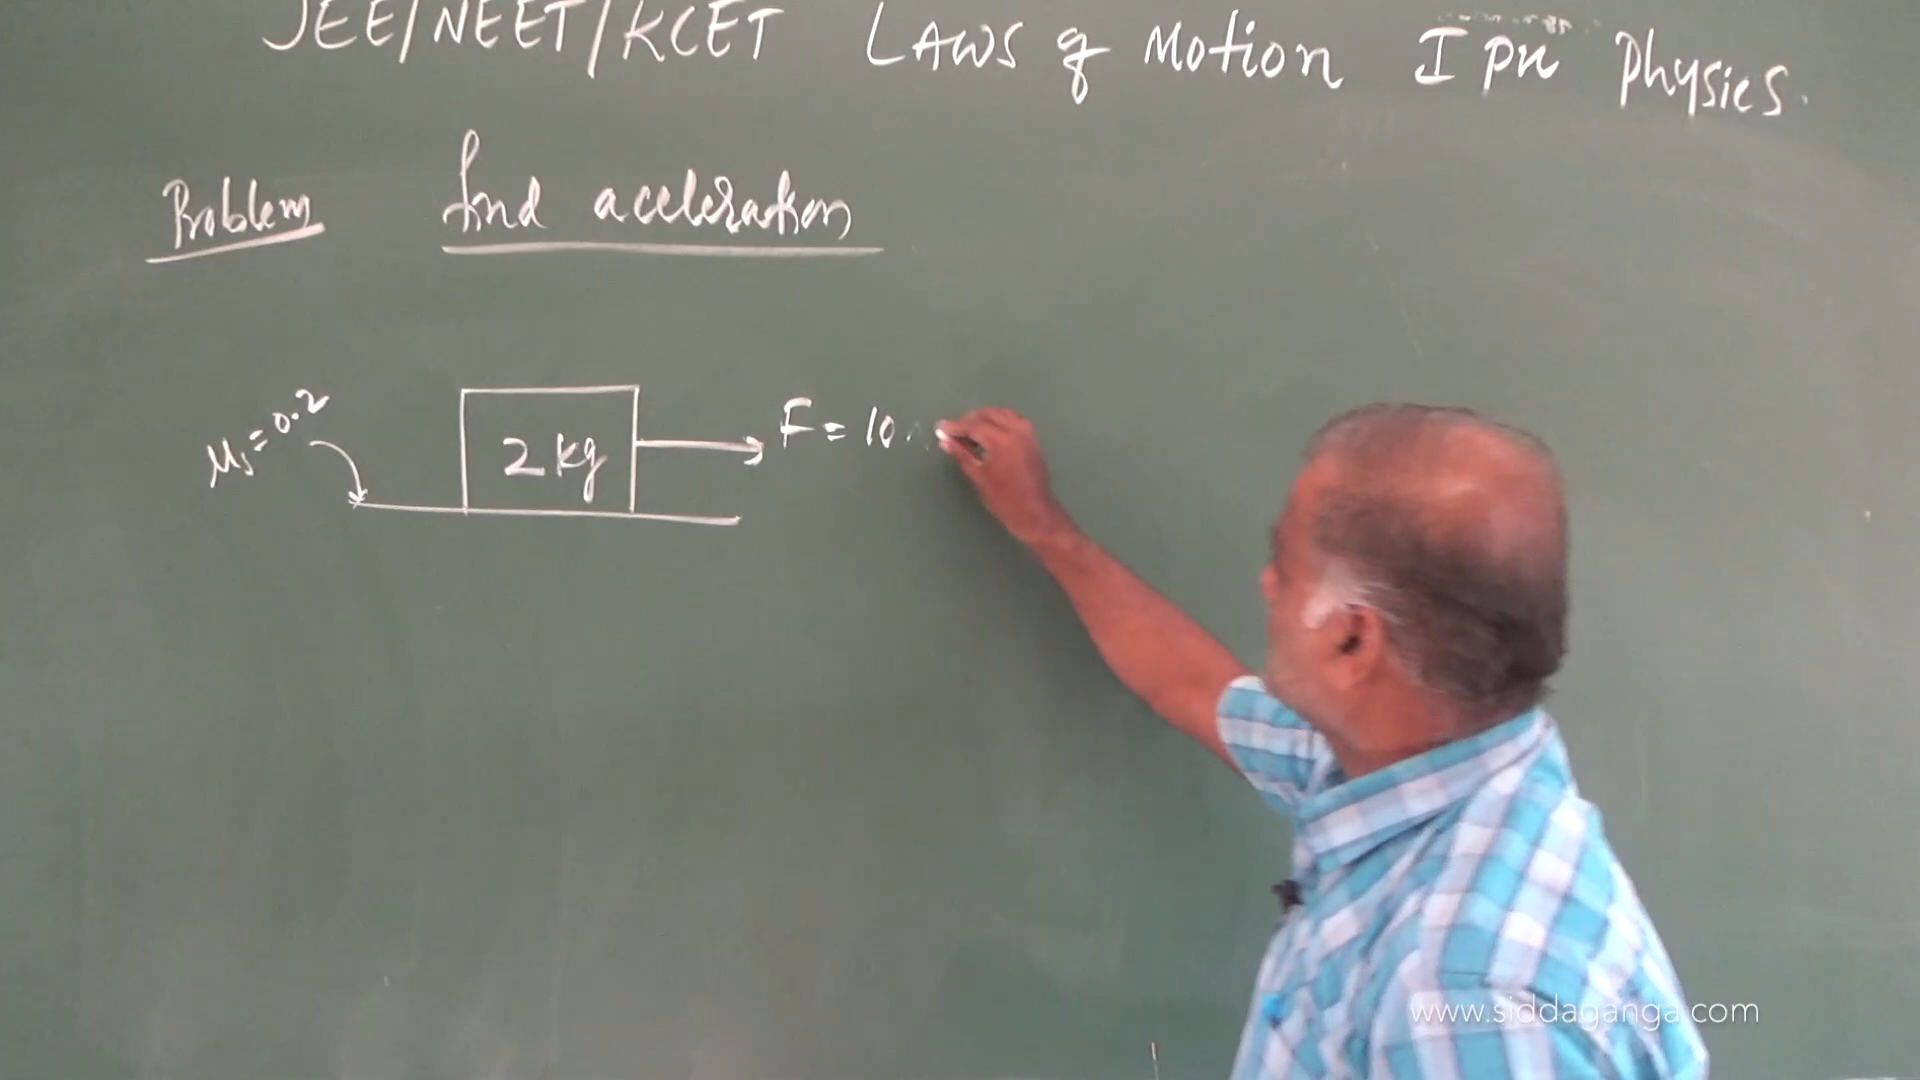 JEE/NEET/KCET LAWS of MOTION I PU Physics.
Problem find aceleration
μs = 0.2
2 kg
F = 10
www.siddaganga.com